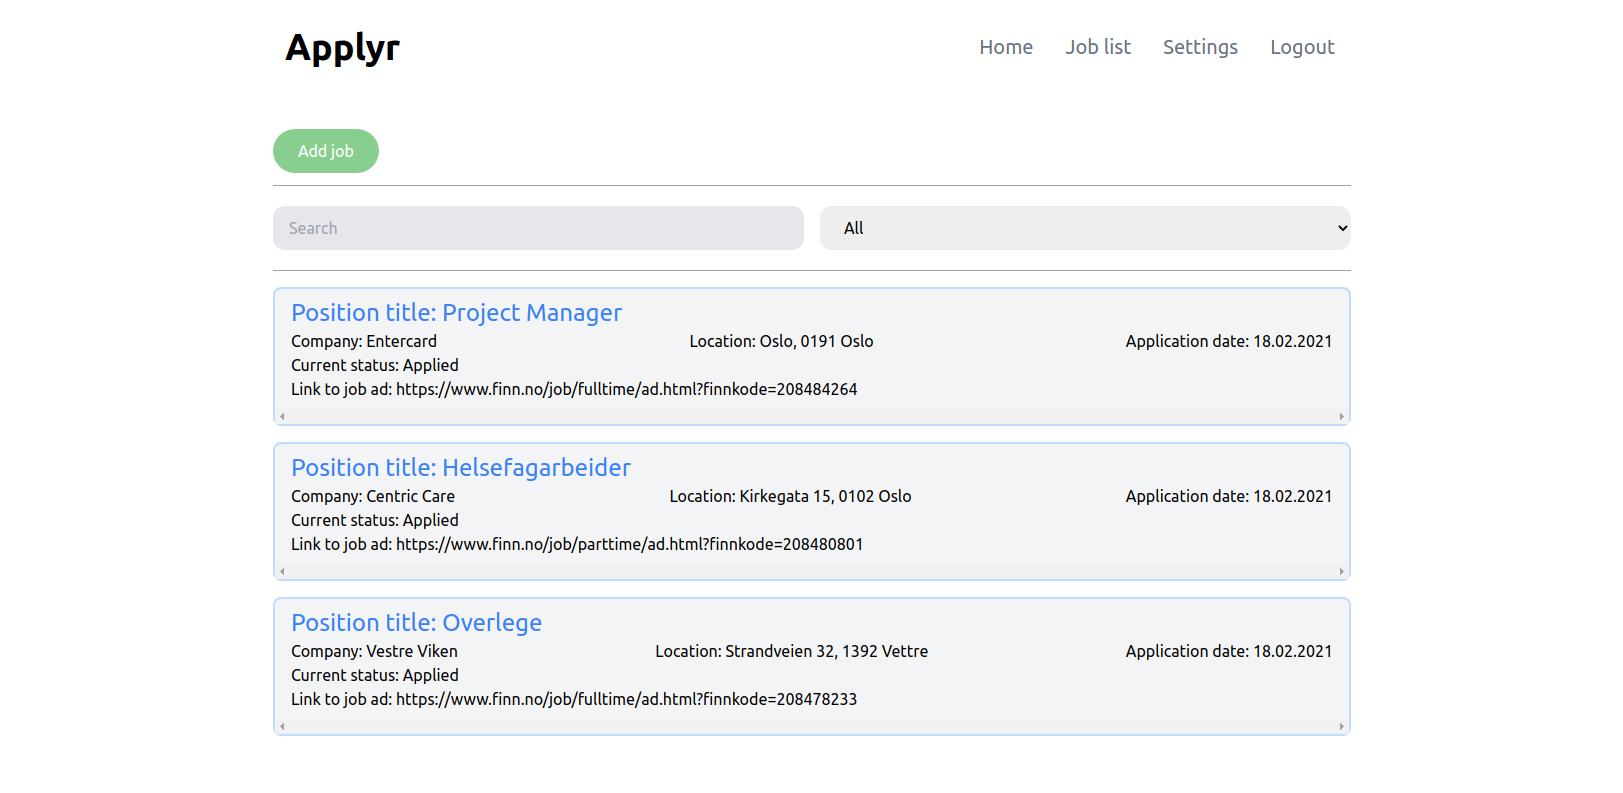 Applyr
Home Job list Settings Logout
Add job
Search
All
Position title: Project Manager
Company: Entercard Location: Oslo, 0191 Oslo Application date: 18.02.2021
Current status: Applied
Link to job ad: https://www.finn.no/job/fulltime/ad.html?finnkode=208484264
Position title: Helsefagarbeider
Company: Centric Care Location: Kirkegata 15, 0102 Oslo Application date: 18.02.2021
Current status: Applied
Link to job ad: https://www.finn.no/job/parttime/ad.html?finnkode=208480801
Position title: Overlege
Company: Vestre Viken Location: Strandveien 32, 1392 Vettre Application date: 18.02.2021
Current status: Applied
Link to job ad: https://www.finn.no/job/fulltime/ad.html?finnkode=208478233